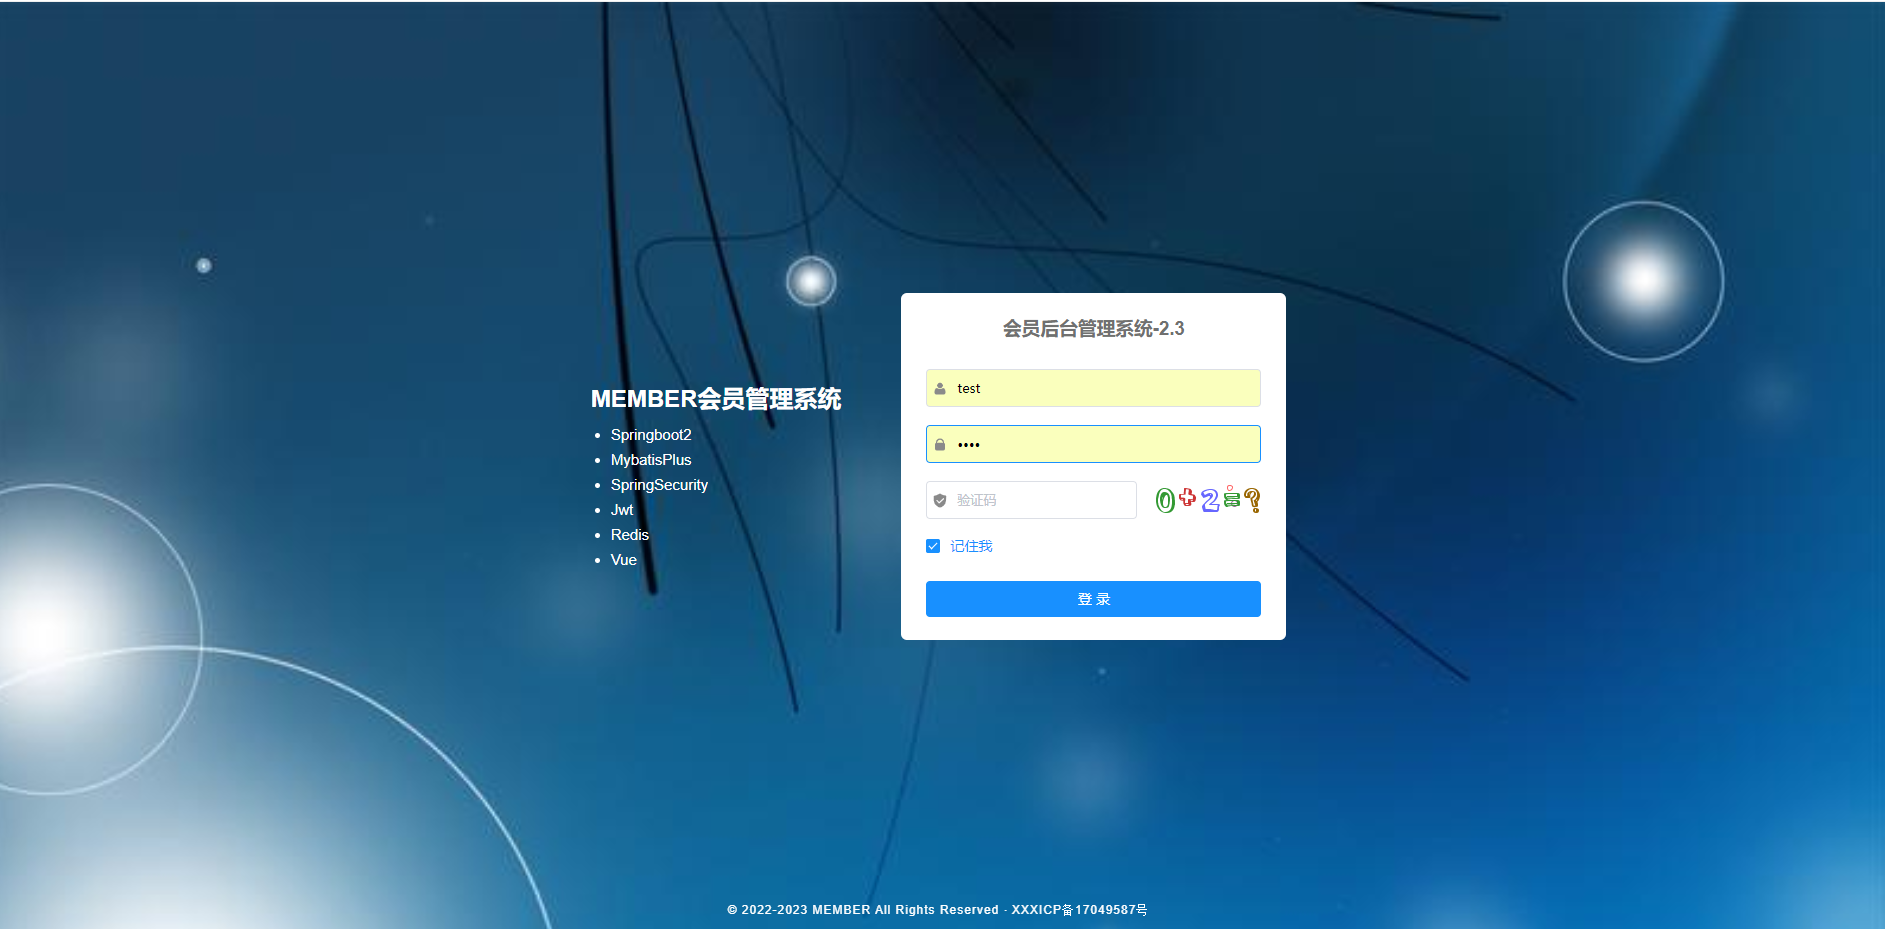 会员后台管理系统-2.3
MEMBER会员管理系统
Springboot2
MybatisPlus
SpringSecurity
Jwt
Redis
Vue
test
••••
验证码
0+2=?
记住我
登 录
© 2022-2023 MEMBER All Rights Reserved · XXXICP备17049587号